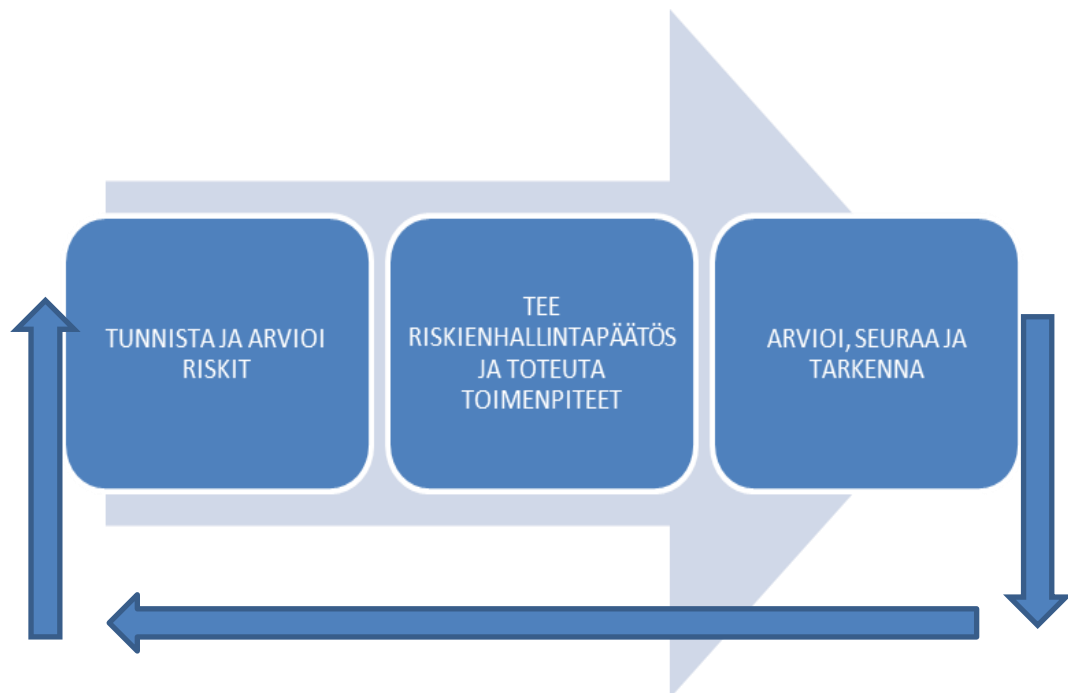 TUNNISTA JA ARVIOI
RISKIT
TEE
RISKIENHALLINTAPÄÄTÖS
JA TOTEUTA
TOIMENPITEET
ARVIOI, SEURAA JA
TARKENNA